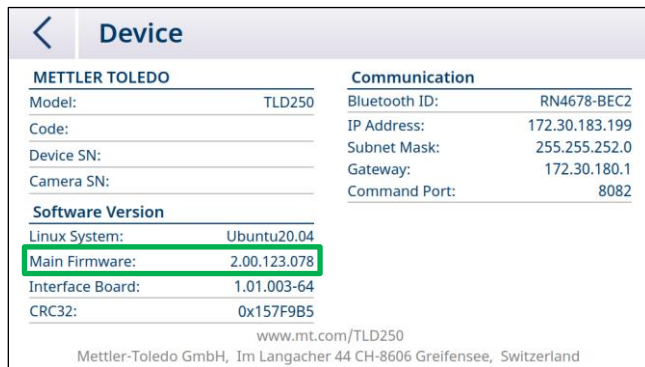 Device
METTLER TOLEDO
Model: TLD250
Code:
Device SN:
Camera SN:
Software Version
Linux System: Ubuntu20.04
Main Firmware: 2.00.123.078
Interface Board: 1.01.003-64
CRC32: 0x157F9B5
Communication
Bluetooth ID: RN4678-BEC2
IP Address: 172.30.183.199
Subnet Mask: 255.255.252.0
Gateway: 172.30.180.1
Command Port: 8082
www.mt.com/TLD250
Mettler-Toledo GmbH, Im Langacher 44 CH-8606 Greifensee, Switzerland